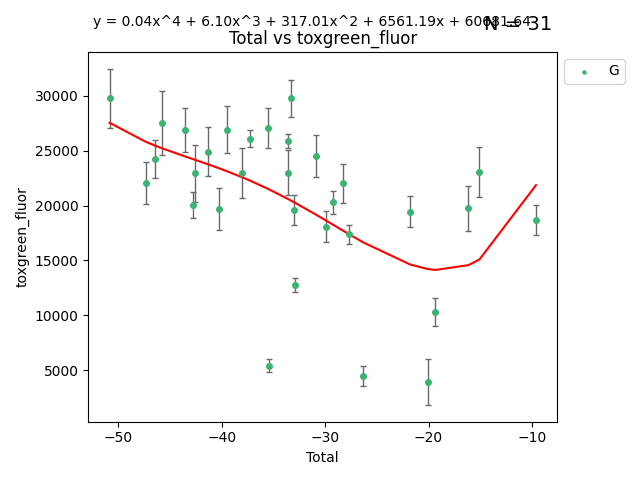 y = 0.04x^4 + 6.10x^3 + 317.01x^2 + 6561.19x + 60681.64
N = 31
Total vs toxgreen_fluor
G
30000
25000
20000
15000
10000
5000
toxgreen_fluor
−50
−40
−30
−20
−10
Total